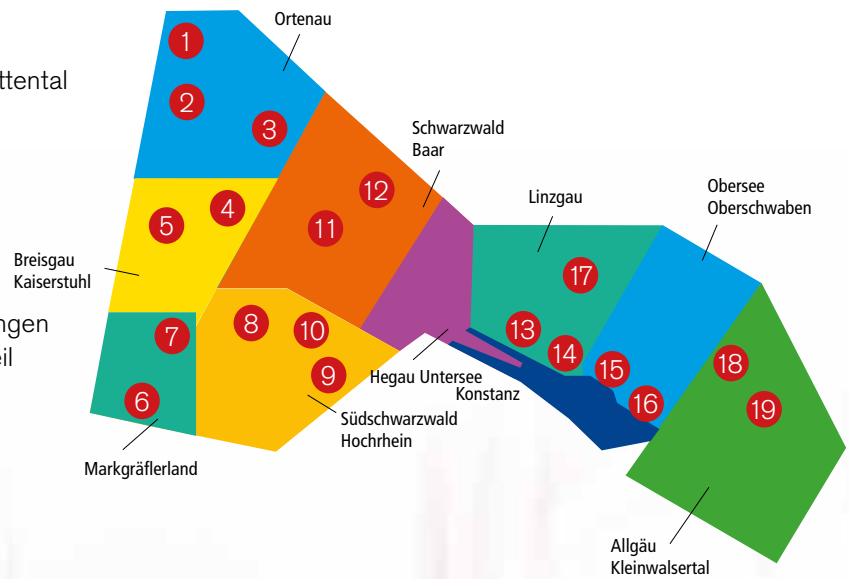 Ortenau
1
ttental
2
3
Schwarzwald
Baar
12
Linzgau
Obersee
Oberschwaben
4
5
11
Breisgau
Kaiserstuhl
17
ngen
eil
7
8
10
13
14
15
18
9
Hegau Untersee
Konstanz
6
16
19
Südschwarzwald
Hochrhein
Markgräflerland
Allgäu
Kleinwalsertal